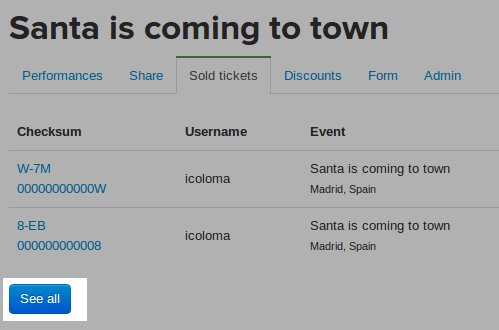 Santa is coming to town
Performances Share Sold tickets Discounts Form Admin
Checksum Username Event
W-7M
00000000000W icoloma Santa is coming to town
Madrid, Spain
8-EB
000000000008 icoloma Santa is coming to town
Madrid, Spain
See all